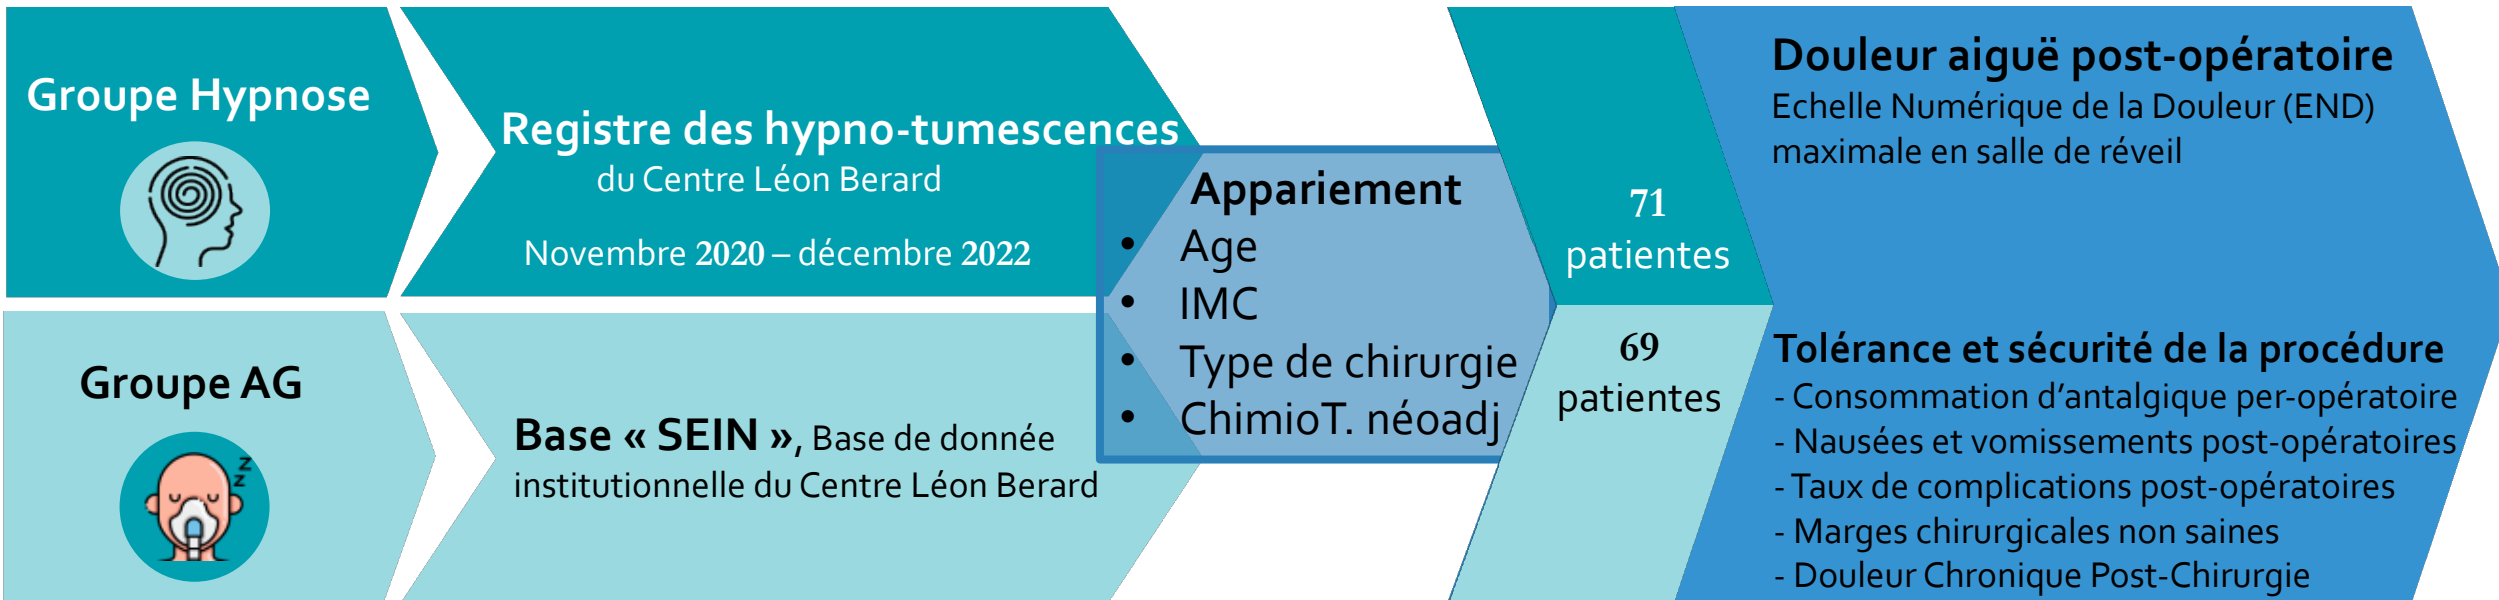 Groupe Hypnose
Registre des hypno-tumescences
du Centre Léon Berard
Novembre 2020 – décembre 2022
Groupe AG
Z
Z
Base « SEIN », Base de donnée
institutionnelle du Centre Léon Berard
Appariement
• Age
• IMC
• Type de chirurgie
• ChimioT. néoadj
71
patientes
69
patientes
Douleur aiguë post-opératoire
Echelle Numérique de la Douleur (END)
maximale en salle de réveil
Tolérance et sécurité de la procédure
- Consommation d’antalgique per-opératoire
- Nausées et vomissements post-opératoires
- Taux de complications post-opératoires
- Marges chirurgicales non saines
- Douleur Chronique Post-Chirurgie